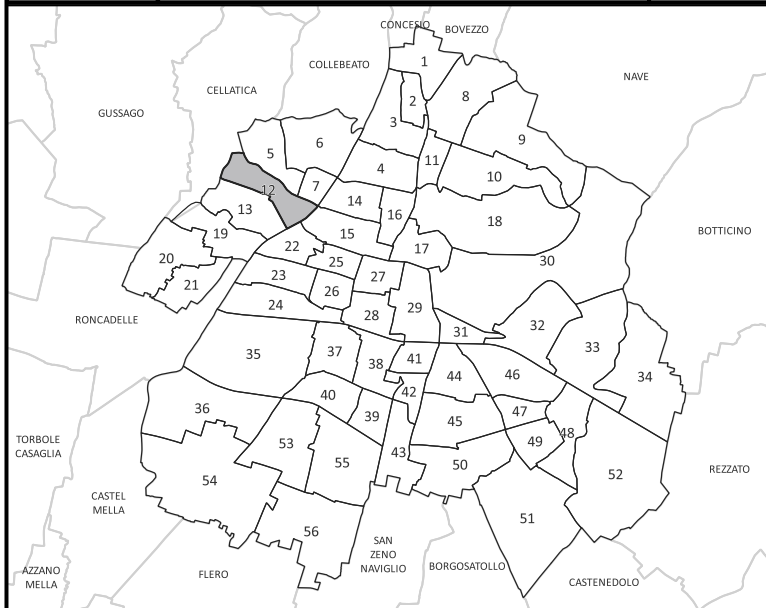 CONCESIO
BOVEZZO
1
COLLEBEATO
NAVE
CELLATICA
2
8
GUSSAGO
3
9
6
5
11
4
10
7
12
14
13
16
18
15
19
BOTTICINO
22
17
20
25
30
23
27
21
26
24
29
28
RONCADELLE
31
32
33
35
37
41
38
44
46
34
42
40
36
39
45
47
48
TORBOLE
CASAGLIA
53
49
43
55
50
REZZATO
54
52
CASTEL
MELLA
51
56
SAN
ZENO
NAVIGLIO
BORGOSATOLLO
AZZANO
MELLA
FLERO
CASTENEDOLO